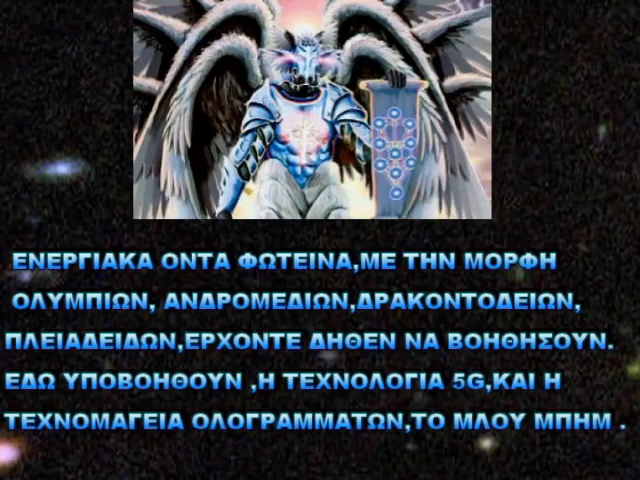 ΕΝΕΡΓΙΑΚΑ ΟΝΤΑ ΦΩΤΕΙΝΑ,ΜΕ ΤΗΝ ΜΟΡΦΗ
ΟΛΥΜΠΙΩΝ, ΑΝΔΡΟΜΕΔΙΩΝ,ΔΡΑΚΟΝΤΟΔΕΙΩΝ,
ΠΛΕΙΑΔΕΙΔΩΝ,ΕΡΧΟΝΤΕ ΔΗΘΕΝ ΝΑ ΒΟΗΘΗΣΟΥΝ.
ΕΔΩ ΥΠΟΒΟΗΘΟΥΝ ,Η ΤΕΧΝΟΛΟΓΙΑ 5G,ΚΑΙ Η
ΤΕΧΝΟΜΑΓΕΙΑ ΟΛΟΓΡΑΜΜΑΤΩΝ,ΤΟ ΜΛΟΥ ΜΠΗΜ .